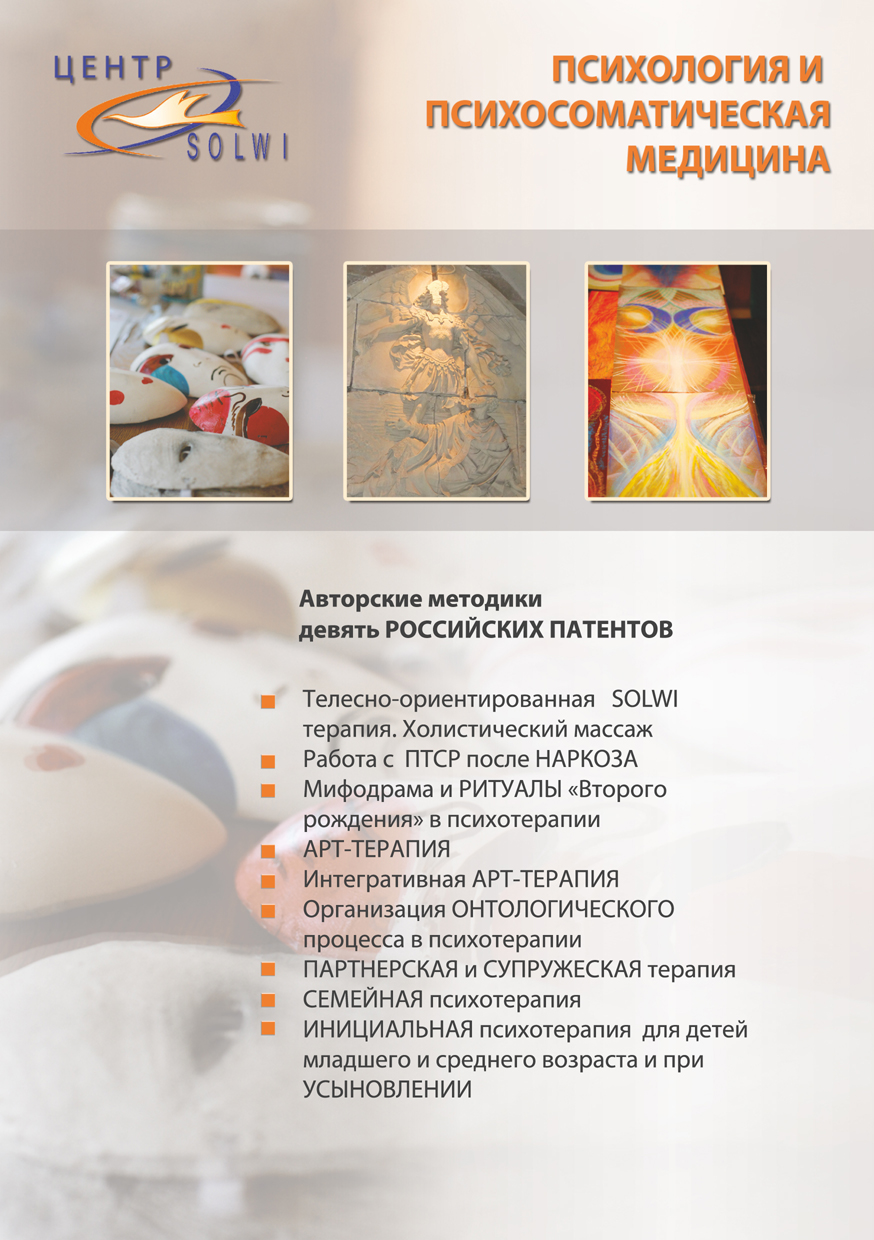 ЦЕНТР
SOLWI
ПСИХОЛОГИЯ И
ПСИХОСОМАТИЧЕСКАЯ
МЕДИЦИНА
Авторские методики
девять РОССИЙСКИХ ПАТЕНТОВ
Телесно-ориентированная SOLWI
терапия. Холистический массаж
Работа с ПТСР после НАРКОЗА
Мифодрама и РИТУАЛЫ «Второго
рождения» в психотерапии
АРТ-ТЕРАПИЯ
Интегративная АРТ-ТЕРАПИЯ
Организация ОНТОЛОГИЧЕСКОГО
процесса в психотерапии
ПАРТНЕРСКАЯ и СУПРУЖЕСКАЯ терапия
СЕМЕЙНАЯ психотерапия
ИНИЦИАЛЬНАЯ психотерапия для детей
младшего и среднего возраста и при
УСЫНОВЛЕНИИ